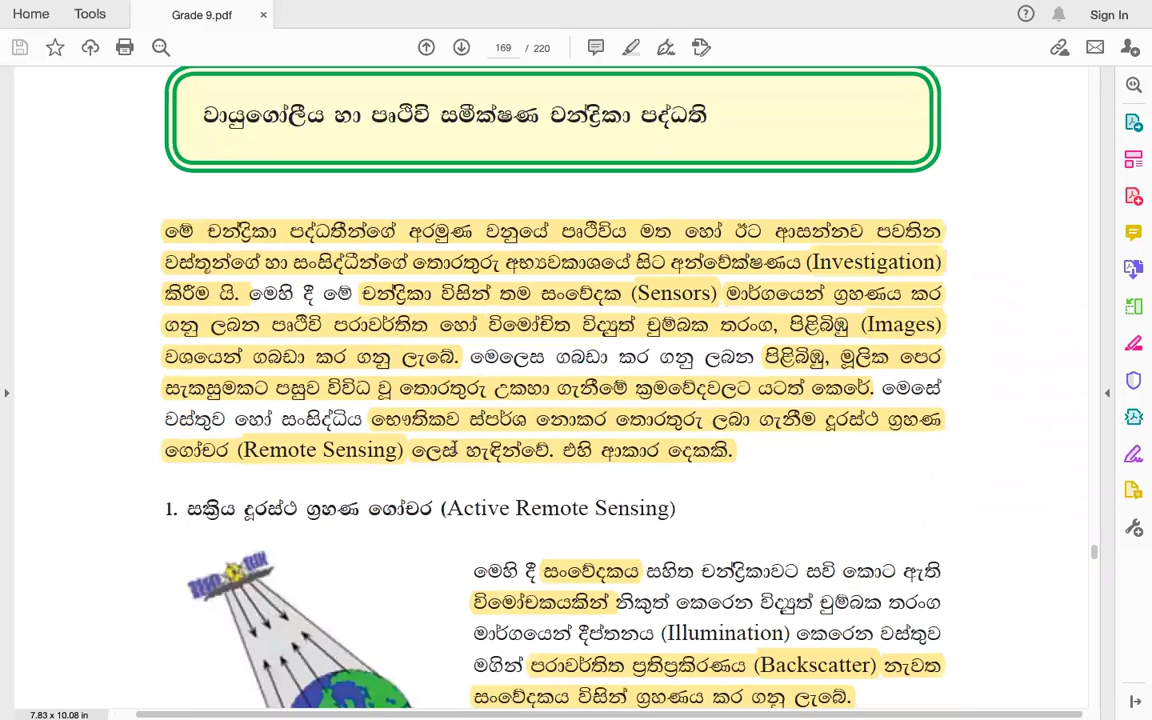 Home Tools Grade 9.pdf × Sign In
169 / 220
වායුගෝලීය හා පෘථිවි සමීක්ෂණ චන්ද්‍රිකා පද්ධති
මේ චන්ද්‍රිකා පද්ධතීන්ගේ අරමුණ වනුයේ පෘථිවිය මත හෝ ඊට ආසන්නව පවතින
වස්තූන්ගේ හා සංසිද්ධීන්ගේ තොරතුරු අභ්‍යවකාශයේ සිට අන්වේක්ෂණය (Investigation)
කිරීම යි. මෙහි දී මේ චන්ද්‍රිකා විසින් තම සංවේදක (Sensors) මාර්ගයෙන් ග්‍රහණය කර
ගනු ලබන පෘථිවි පරාවර්තිත හෝ විමෝචිත විද්‍යුත් චුම්බක තරංග, පිළිබිඹු (Images)
වශයෙන් ගබඩා කර ගනු ලැබේ. මෙලෙස ගබඩා කර ගනු ලබන පිළිබිඹු, මූලික පෙර
සැකසුමකට පසුව විවිධ වූ තොරතුරු උකහා ගැනීමේ ක්‍රමවේදවලට යටත් කෙරේ. මෙසේ
වස්තුව හෝ සංසිද්ධිය භෞතිකව ස්පර්ශ නොකර තොරතුරු ලබා ගැනීම දූරස්ථ ග්‍රහණ
ගෝචර (Remote Sensing) ලෙස හැඳින්වේ. එහි ආකාර දෙකකි.
1. සක්‍රිය දූරස්ථ ග්‍රහණ ගෝචර (Active Remote Sensing)
මෙහි දී සංවේදකය සහිත චන්ද්‍රිකාවට සවි කොට ඇති
විමෝචකයකින් නිකුත් කෙරෙන විද්‍යුත් චුම්බක තරංග
මාර්ගයෙන් දීප්තනය (Illumination) කෙරෙන වස්තුව
මගින් පරාවර්තිත ප්‍රතිප්‍රකිරණය (Backscatter) නැවත
සංවේදකය විසින් ග්‍රහණය කර ගනු ලැබේ.
7.83 x 10.08 in